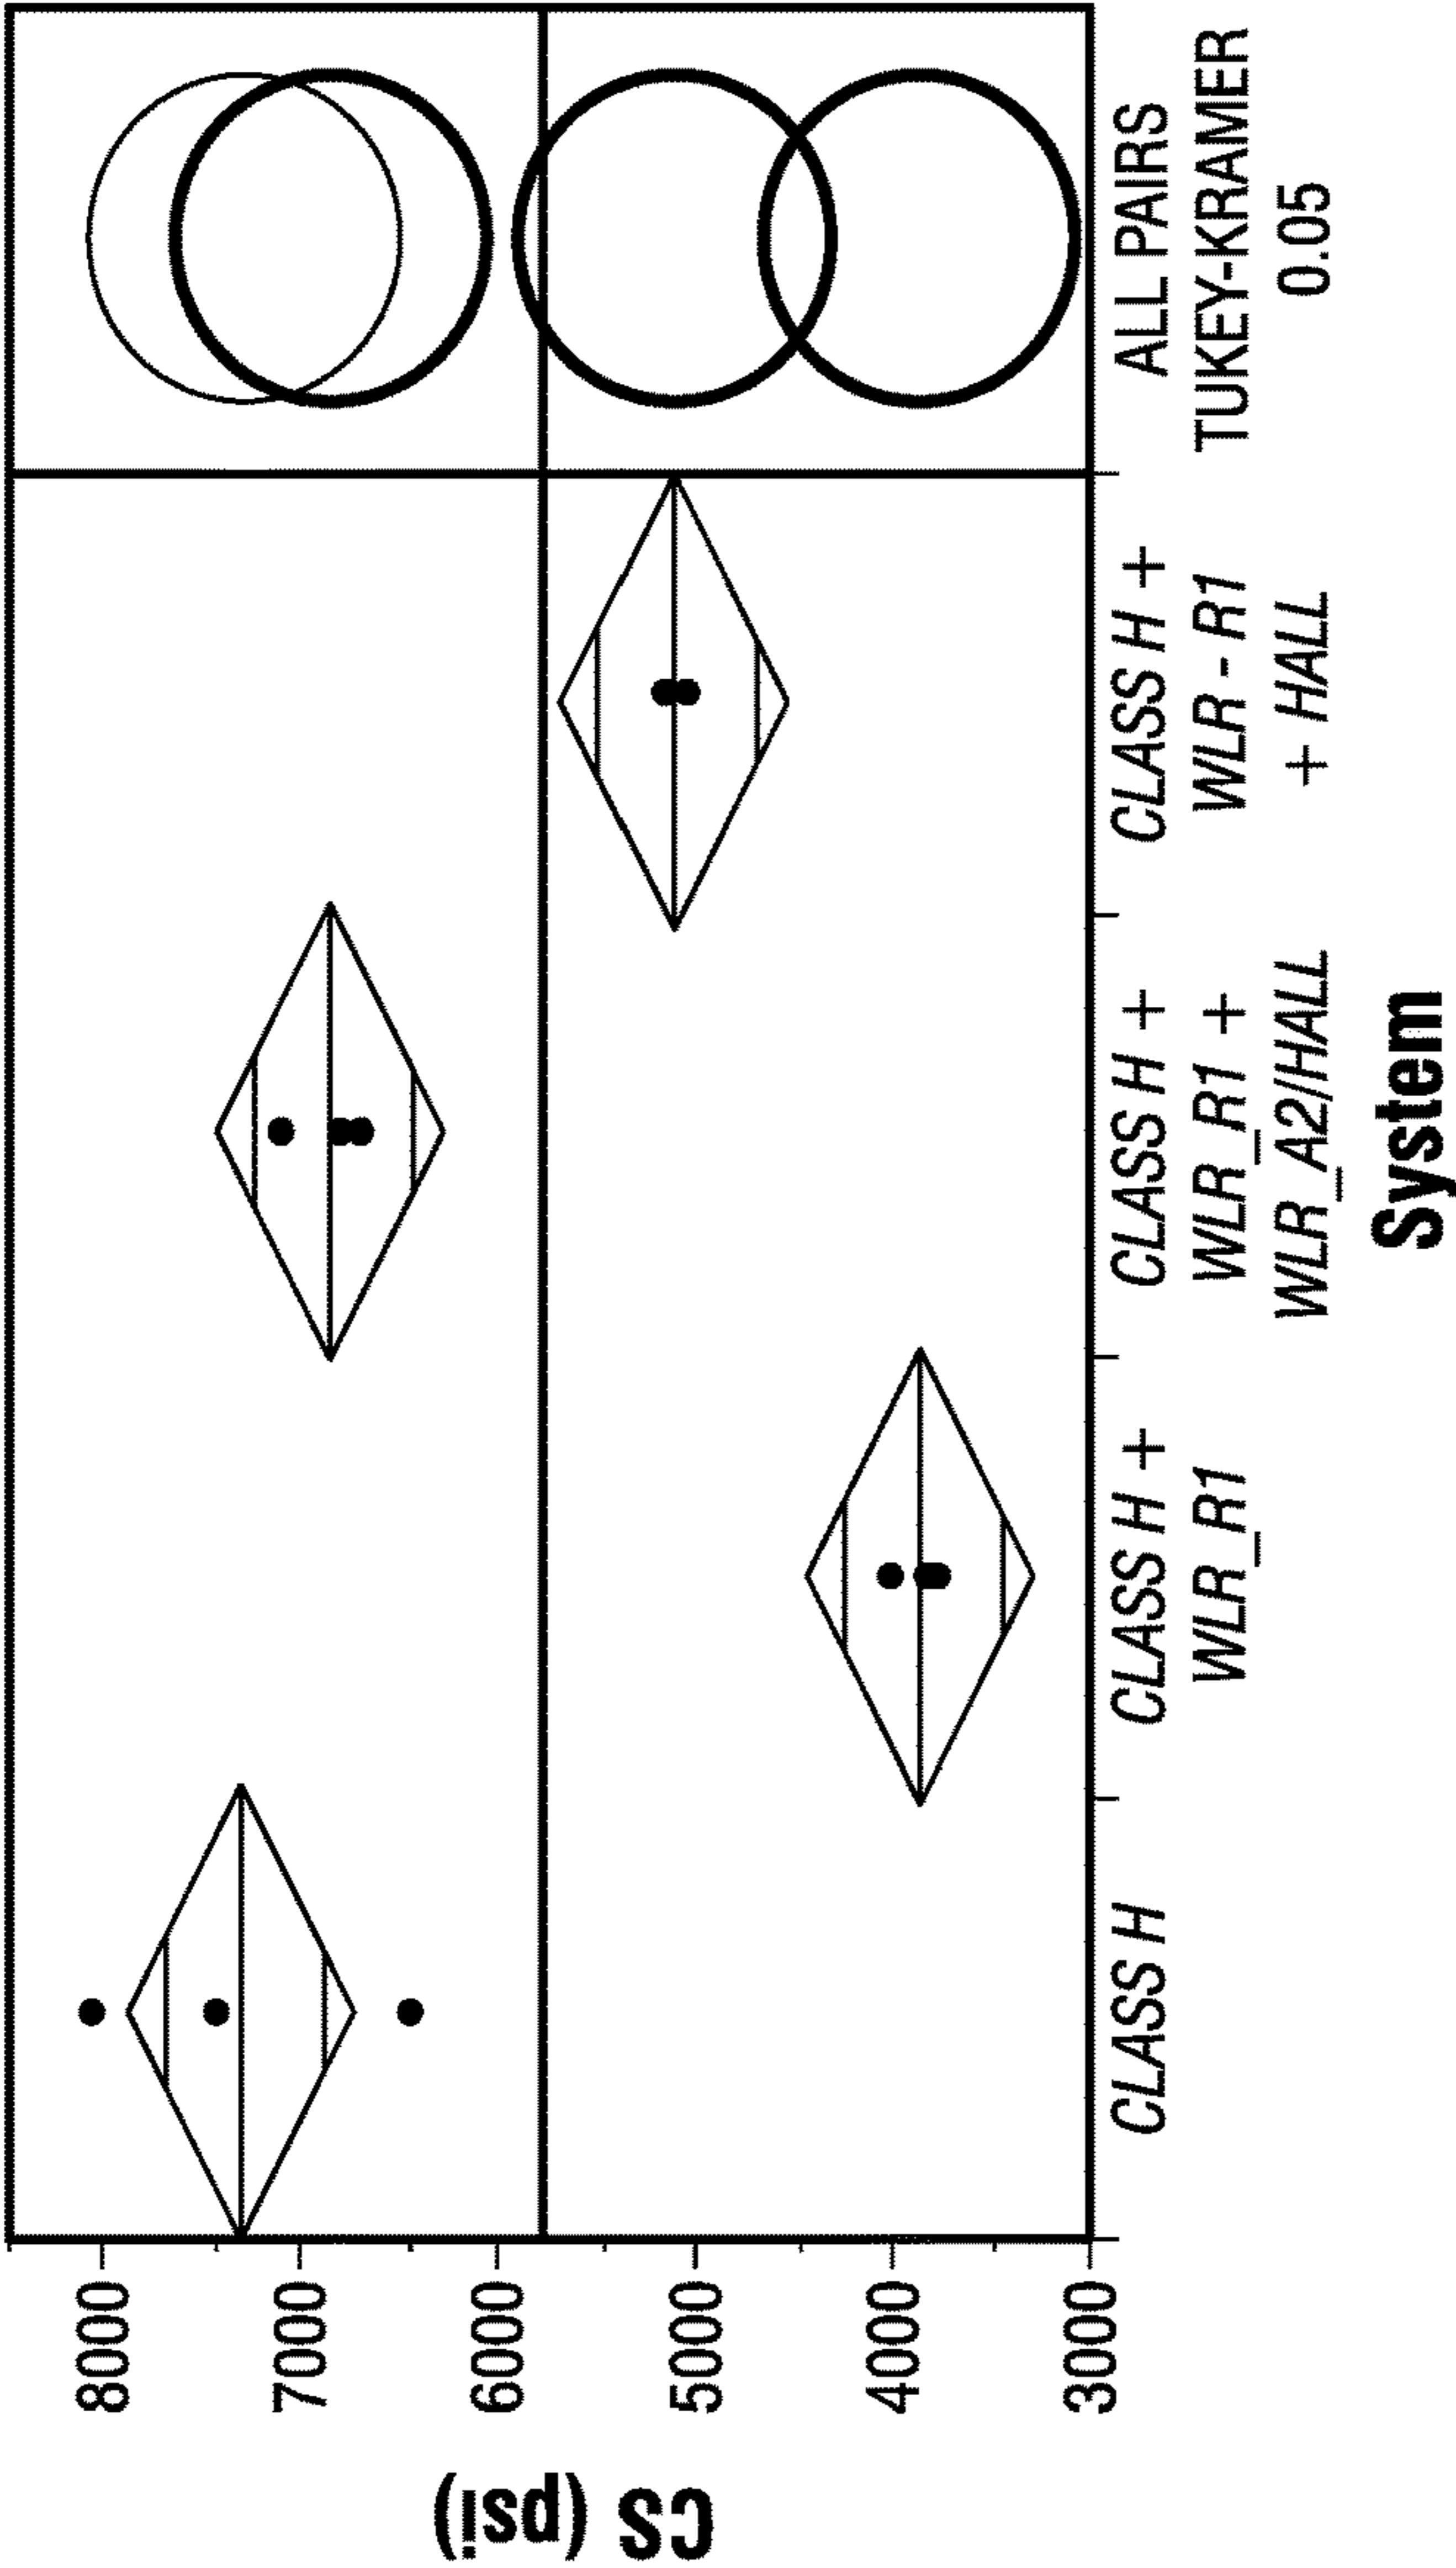 CS (psi)
8000
7000
6000
5000
4000
3000
CLASS H
CLASS H +
WLR_R1
CLASS H +
WLR_R1 +
WLR_A2/HALL
CLASS H +
WLR - R1
+ HALL
ALL PAIRS
TUKEY-KRAMER
0.05
System